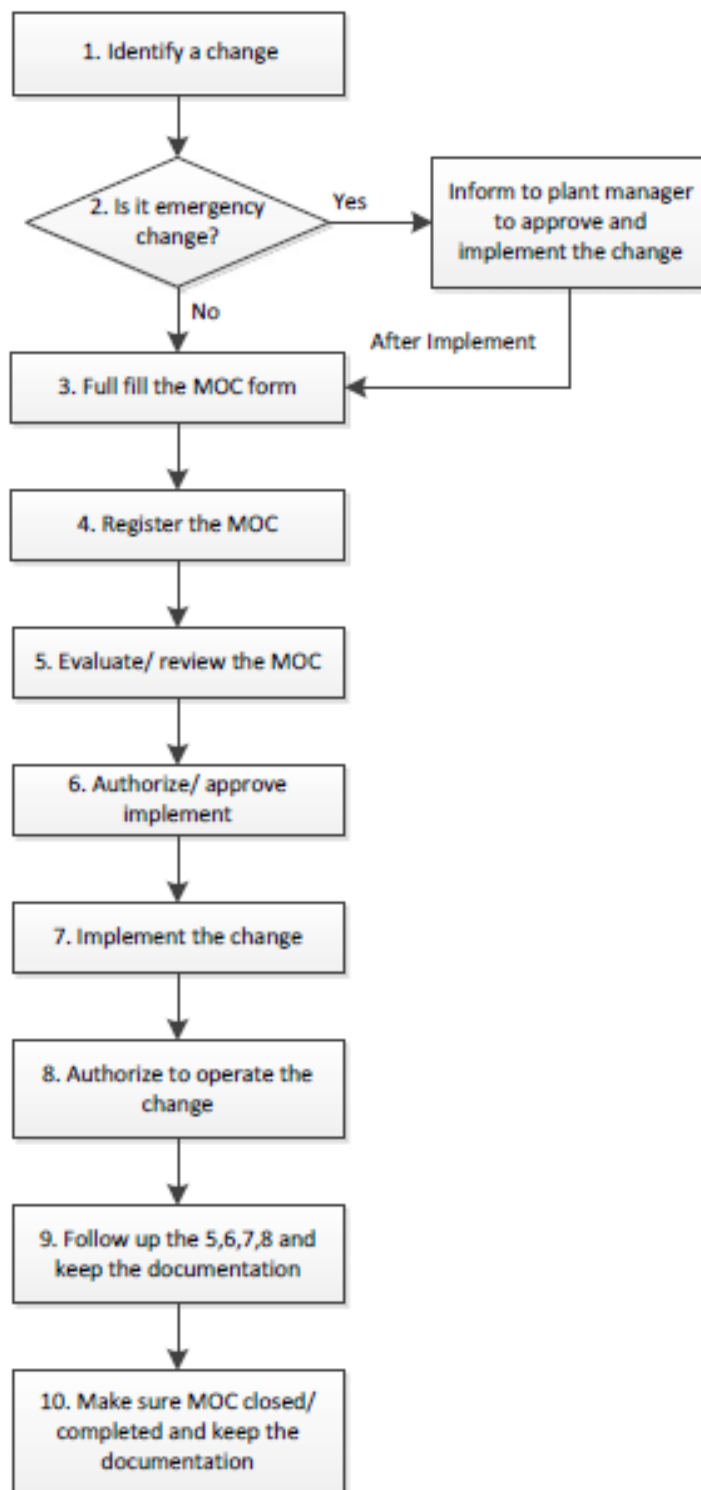 1. Identify a change
2. Is it emergency
change?
Yes
Inform to plant manager
to approve and
implement the change
No
After Implement
3. Full fill the MOC form
4. Register the MOC
5. Evaluate/ review the MOC
6. Authorize/ approve
implement
7. Implement the change
8. Authorize to operate the
change
9. Follow up the 5,6,7,8 and
keep the documentation
10. Make sure MOC closed/
completed and keep the
documentation